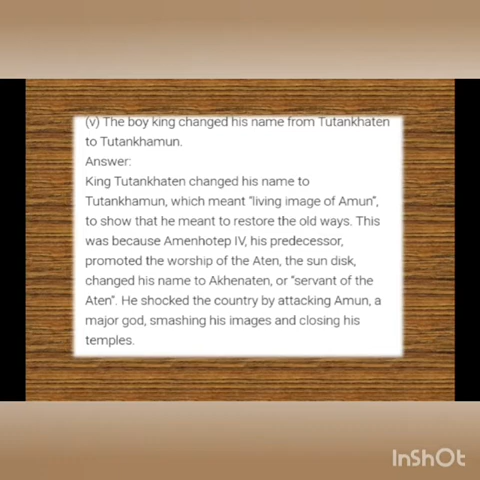 (v) The boy king changed his name from Tutankhaten
to Tutankhamun.
Answer:
King Tutankhaten changed his name to
Tutankhamun, which meant “living image of Amun”,
to show that he meant to restore the old ways. This
was because Amenhotep IV, his predecessor,
promoted the worship of the Aten, the sun disk,
changed his name to Akhenaten, or “servant of the
Aten”. He shocked the country by attacking Amun, a
major god, smashing his images and closing his
temples.
InShOt